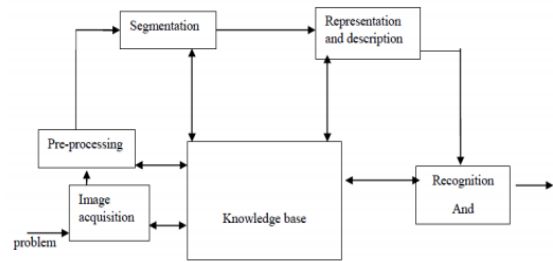 Segmentation
Representation
and description
Pre-processing
Image
acquisition
Knowledge base
Recognition
And
problem